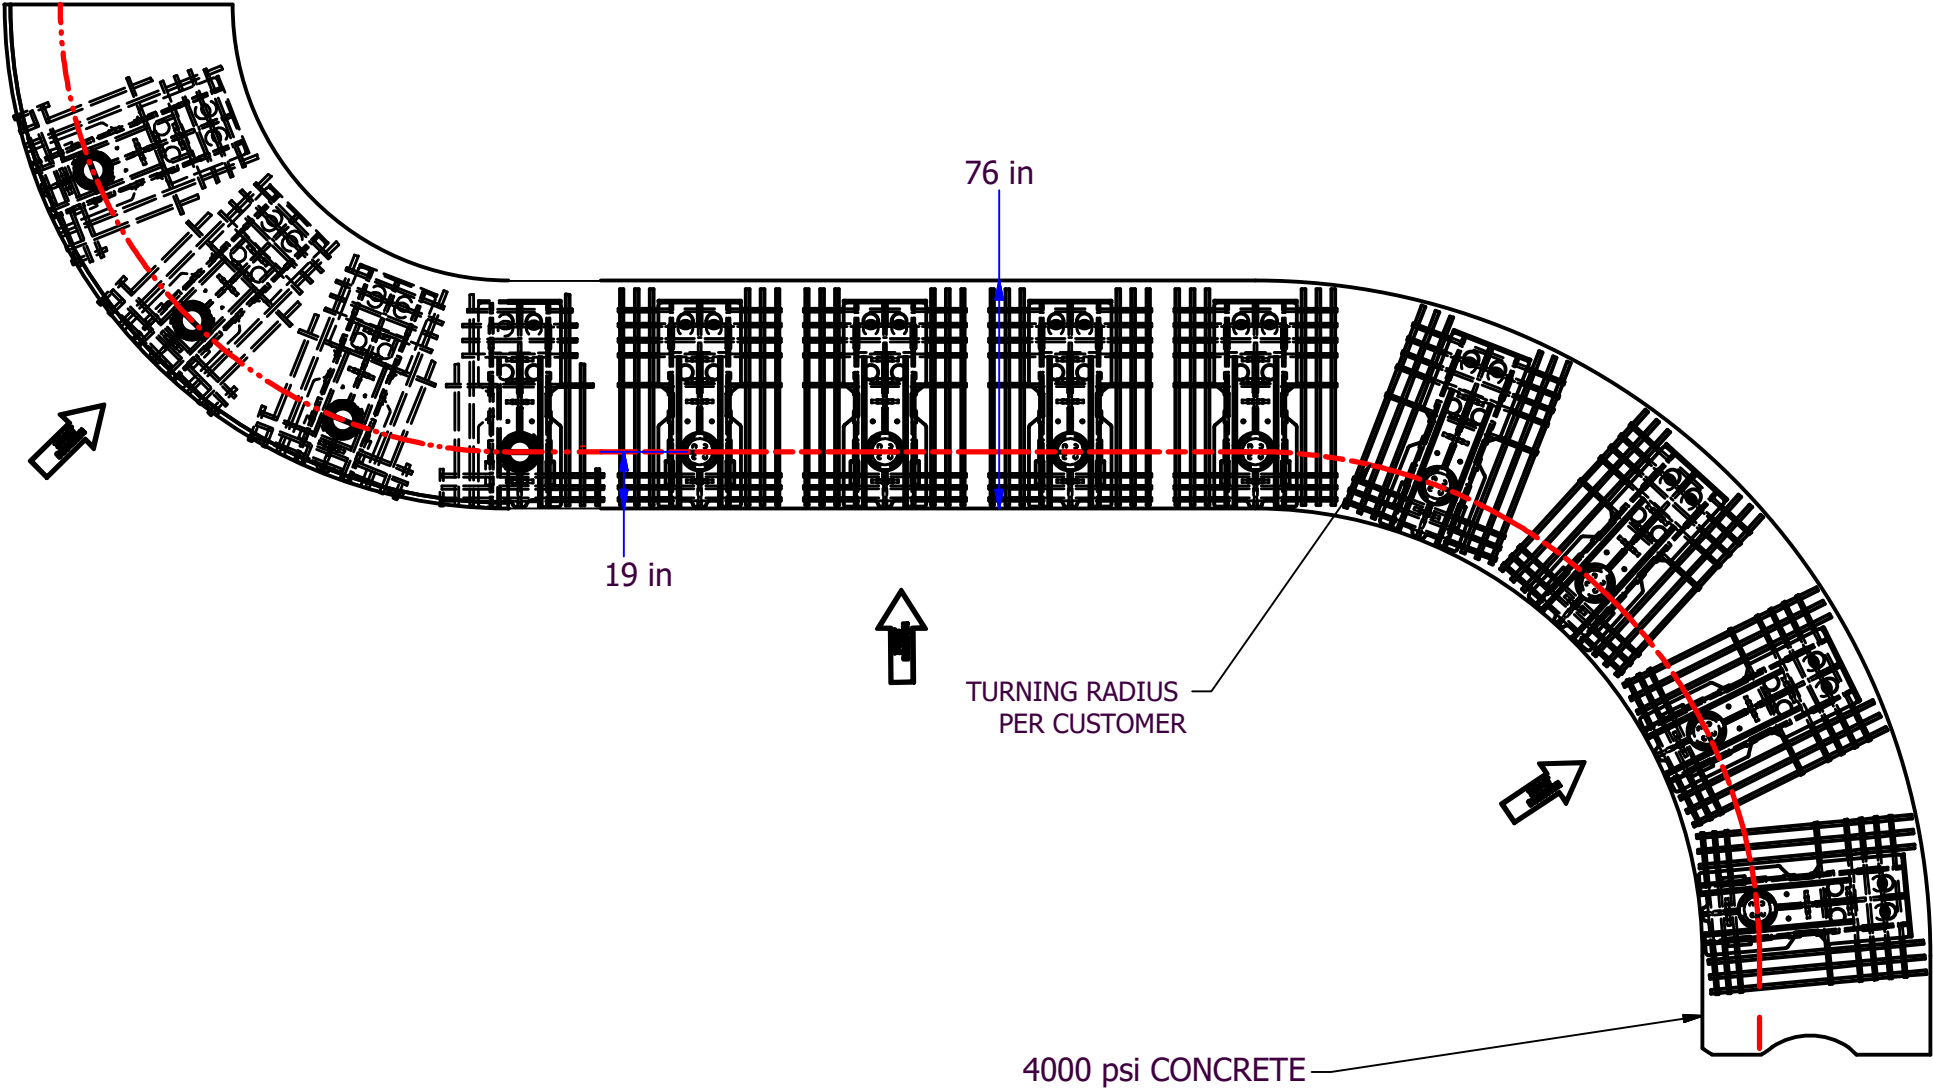 76 in
19 in
TURNING RADIUS
PER CUSTOMER
4000 psi CONCRETE